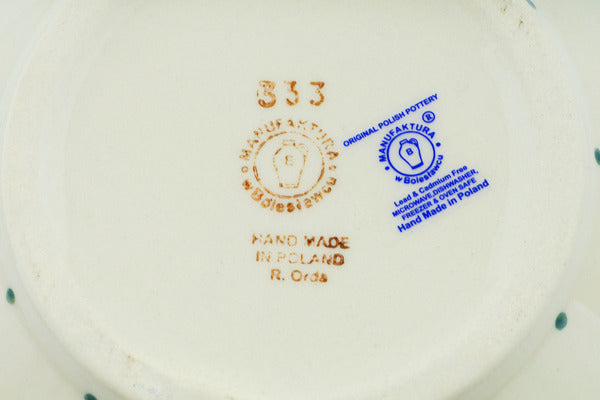 333
MANUFAKTURA
B
w Bolesławcu
HAND MADE
IN POLAND
R. Orda
ORIGINAL POLISH POTTERY
®
MANUFAKTURA
B
w Bolesławcu
Lead & Cadmium Free
MICROWAVE,DISHWASHER,
FREEZER & OVEN SAFE
Hand Made in Poland